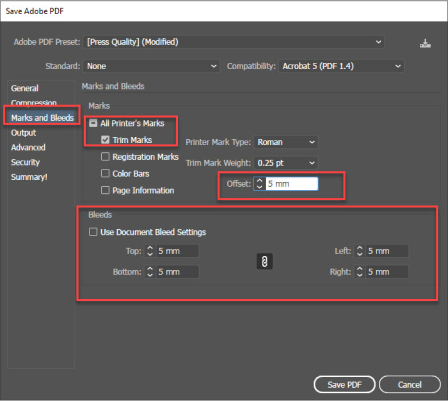 Save Adobe PDF
Adobe PDF Preset: [Press Quality] (Modified)
Standard: None Compatibility: Acrobat 5 (PDF 1.4)
General
Compression
Marks and Bleeds
Output
Advanced
Security
Summary!
Marks and Bleeds
Marks
All Printer's Marks
Trim Marks
Registration Marks
Color Bars
Page Information
Printer Mark Type: Roman
Trim Mark Weight: 0.25 pt
Offset: 5 mm
Bleeds
Use Document Bleed Settings
Top: 5 mm Left: 5 mm
Bottom: 5 mm Right: 5 mm
Save PDF Cancel